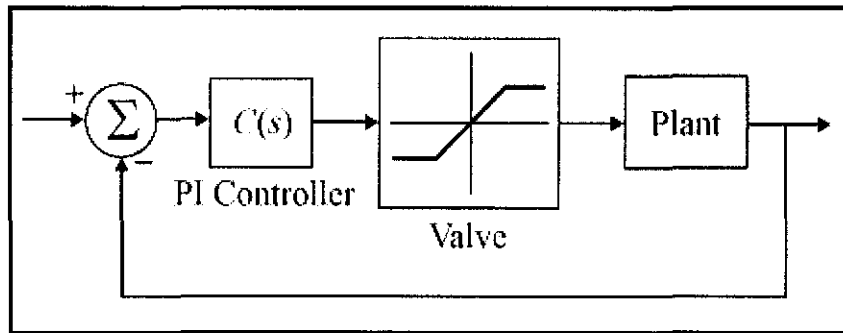 +
Σ
−
C(s)
PI Controller
Valve
Plant